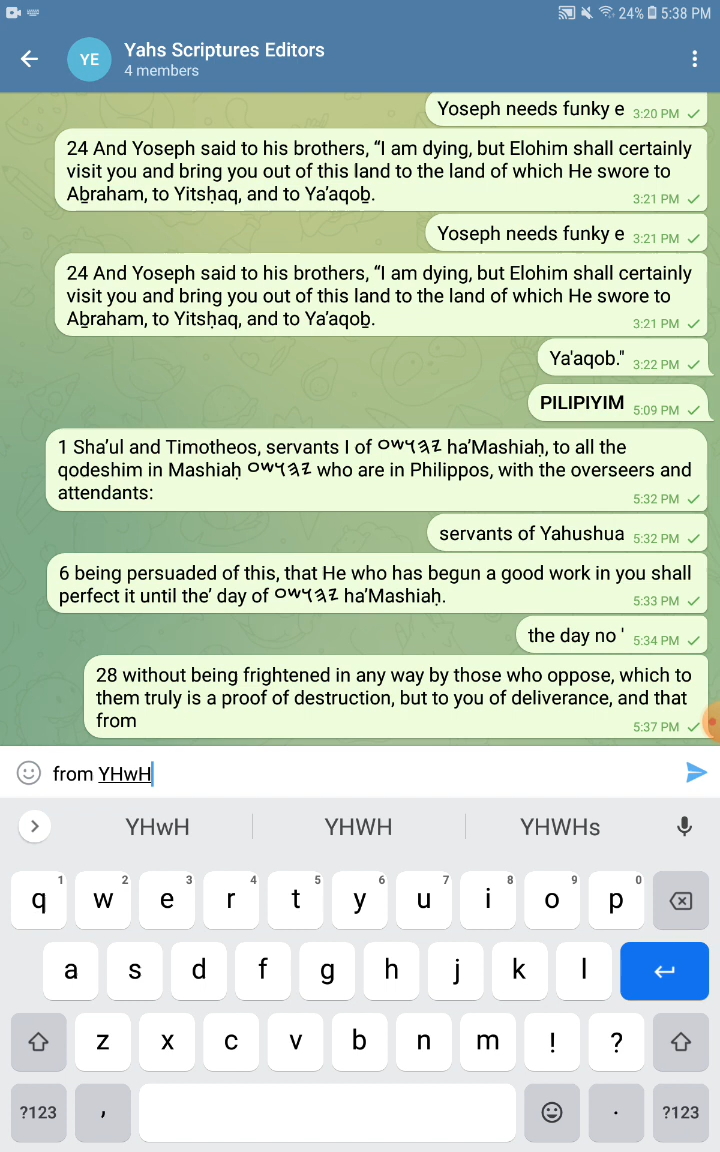 24% 5:38 PM
YE
Yahs Scriptures Editors
4 members
Yoseph needs funky e 3:20 PM
24 And Yoseph said to his brothers, “I am dying, but Elohim shall certainly
visit you and bring you out of this land to the land of which He swore to
Aḇraham, to Yitsḥaq, and to Ya’aqoḇ.
3:21 PM
Yoseph needs funky e 3:21 PM
24 And Yoseph said to his brothers, “I am dying, but Elohim shall certainly
visit you and bring you out of this land to the land of which He swore to
Aḇraham, to Yitsḥaq, and to Ya’aqoḇ.
3:21 PM
Ya'aqob." 3:22 PM
PILIPIYIM 5:09 PM
1 Sha’ul and Timotheos, servants I of 𐤏𐤅𐤔𐤅𐤄𐤉 ha’Mashiaḥ, to all the
qodeshim in Mashiaḥ 𐤏𐤅𐤔𐤅𐤄𐤉 who are in Philippos, with the overseers and
attendants:
5:32 PM
servants of Yahushua 5:32 PM
6 being persuaded of this, that He who has begun a good work in you shall
perfect it until the’ day of 𐤏𐤅𐤔𐤅𐤄𐤉 ha’Mashiaḥ.
5:33 PM
the day no ' 5:34 PM
28 without being frightened in any way by those who oppose, which to
them truly is a proof of destruction, but to you of deliverance, and that
from
5:37 PM
from YHwH
YHwH YHWH YHWHs
1 2 3 4 5 6 7 8 9 0
q w e r t y u i o p
a s d f g h j k l
z x c v b n m ! ?
?123 , . ?123